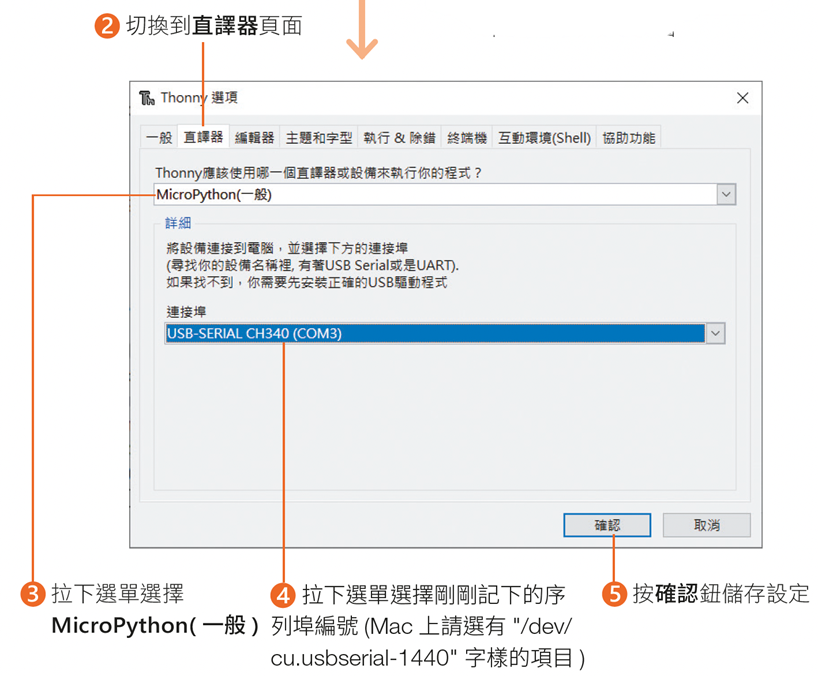 2 切換到直譯器頁面
Thonny 選項
一般 直譯器 編輯器 主題和字型 執行 & 除錯 終端機 互動環境(Shell) 協助功能
Thonny應該使用哪一個直譯器或設備來執行你的程式？
MicroPython(一般)
詳細
將設備連接到電腦，並選擇下方的連接埠
(尋找你的設備名稱裡, 有著USB Serial或是UART).
如果找不到，你需要先安裝正確的USB驅動程式
連接埠
USB-SERIAL CH340 (COM3)
確認 取消
3 拉下選單選擇
MicroPython( 一般 )
4 拉下選單選擇剛剛記下的序
列埠編號 (Mac 上請選有 "/dev/
cu.usbserial-1440" 字樣的項目 )
5 按確認鈕儲存設定